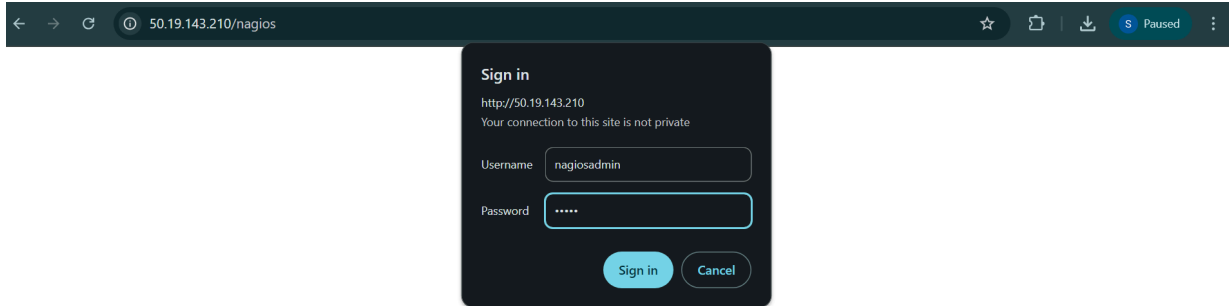 50.19.143.210/nagios
S Paused
Sign in
http://50.19.143.210
Your connection to this site is not private
Username nagiosadmin
Password •••••
Sign in Cancel